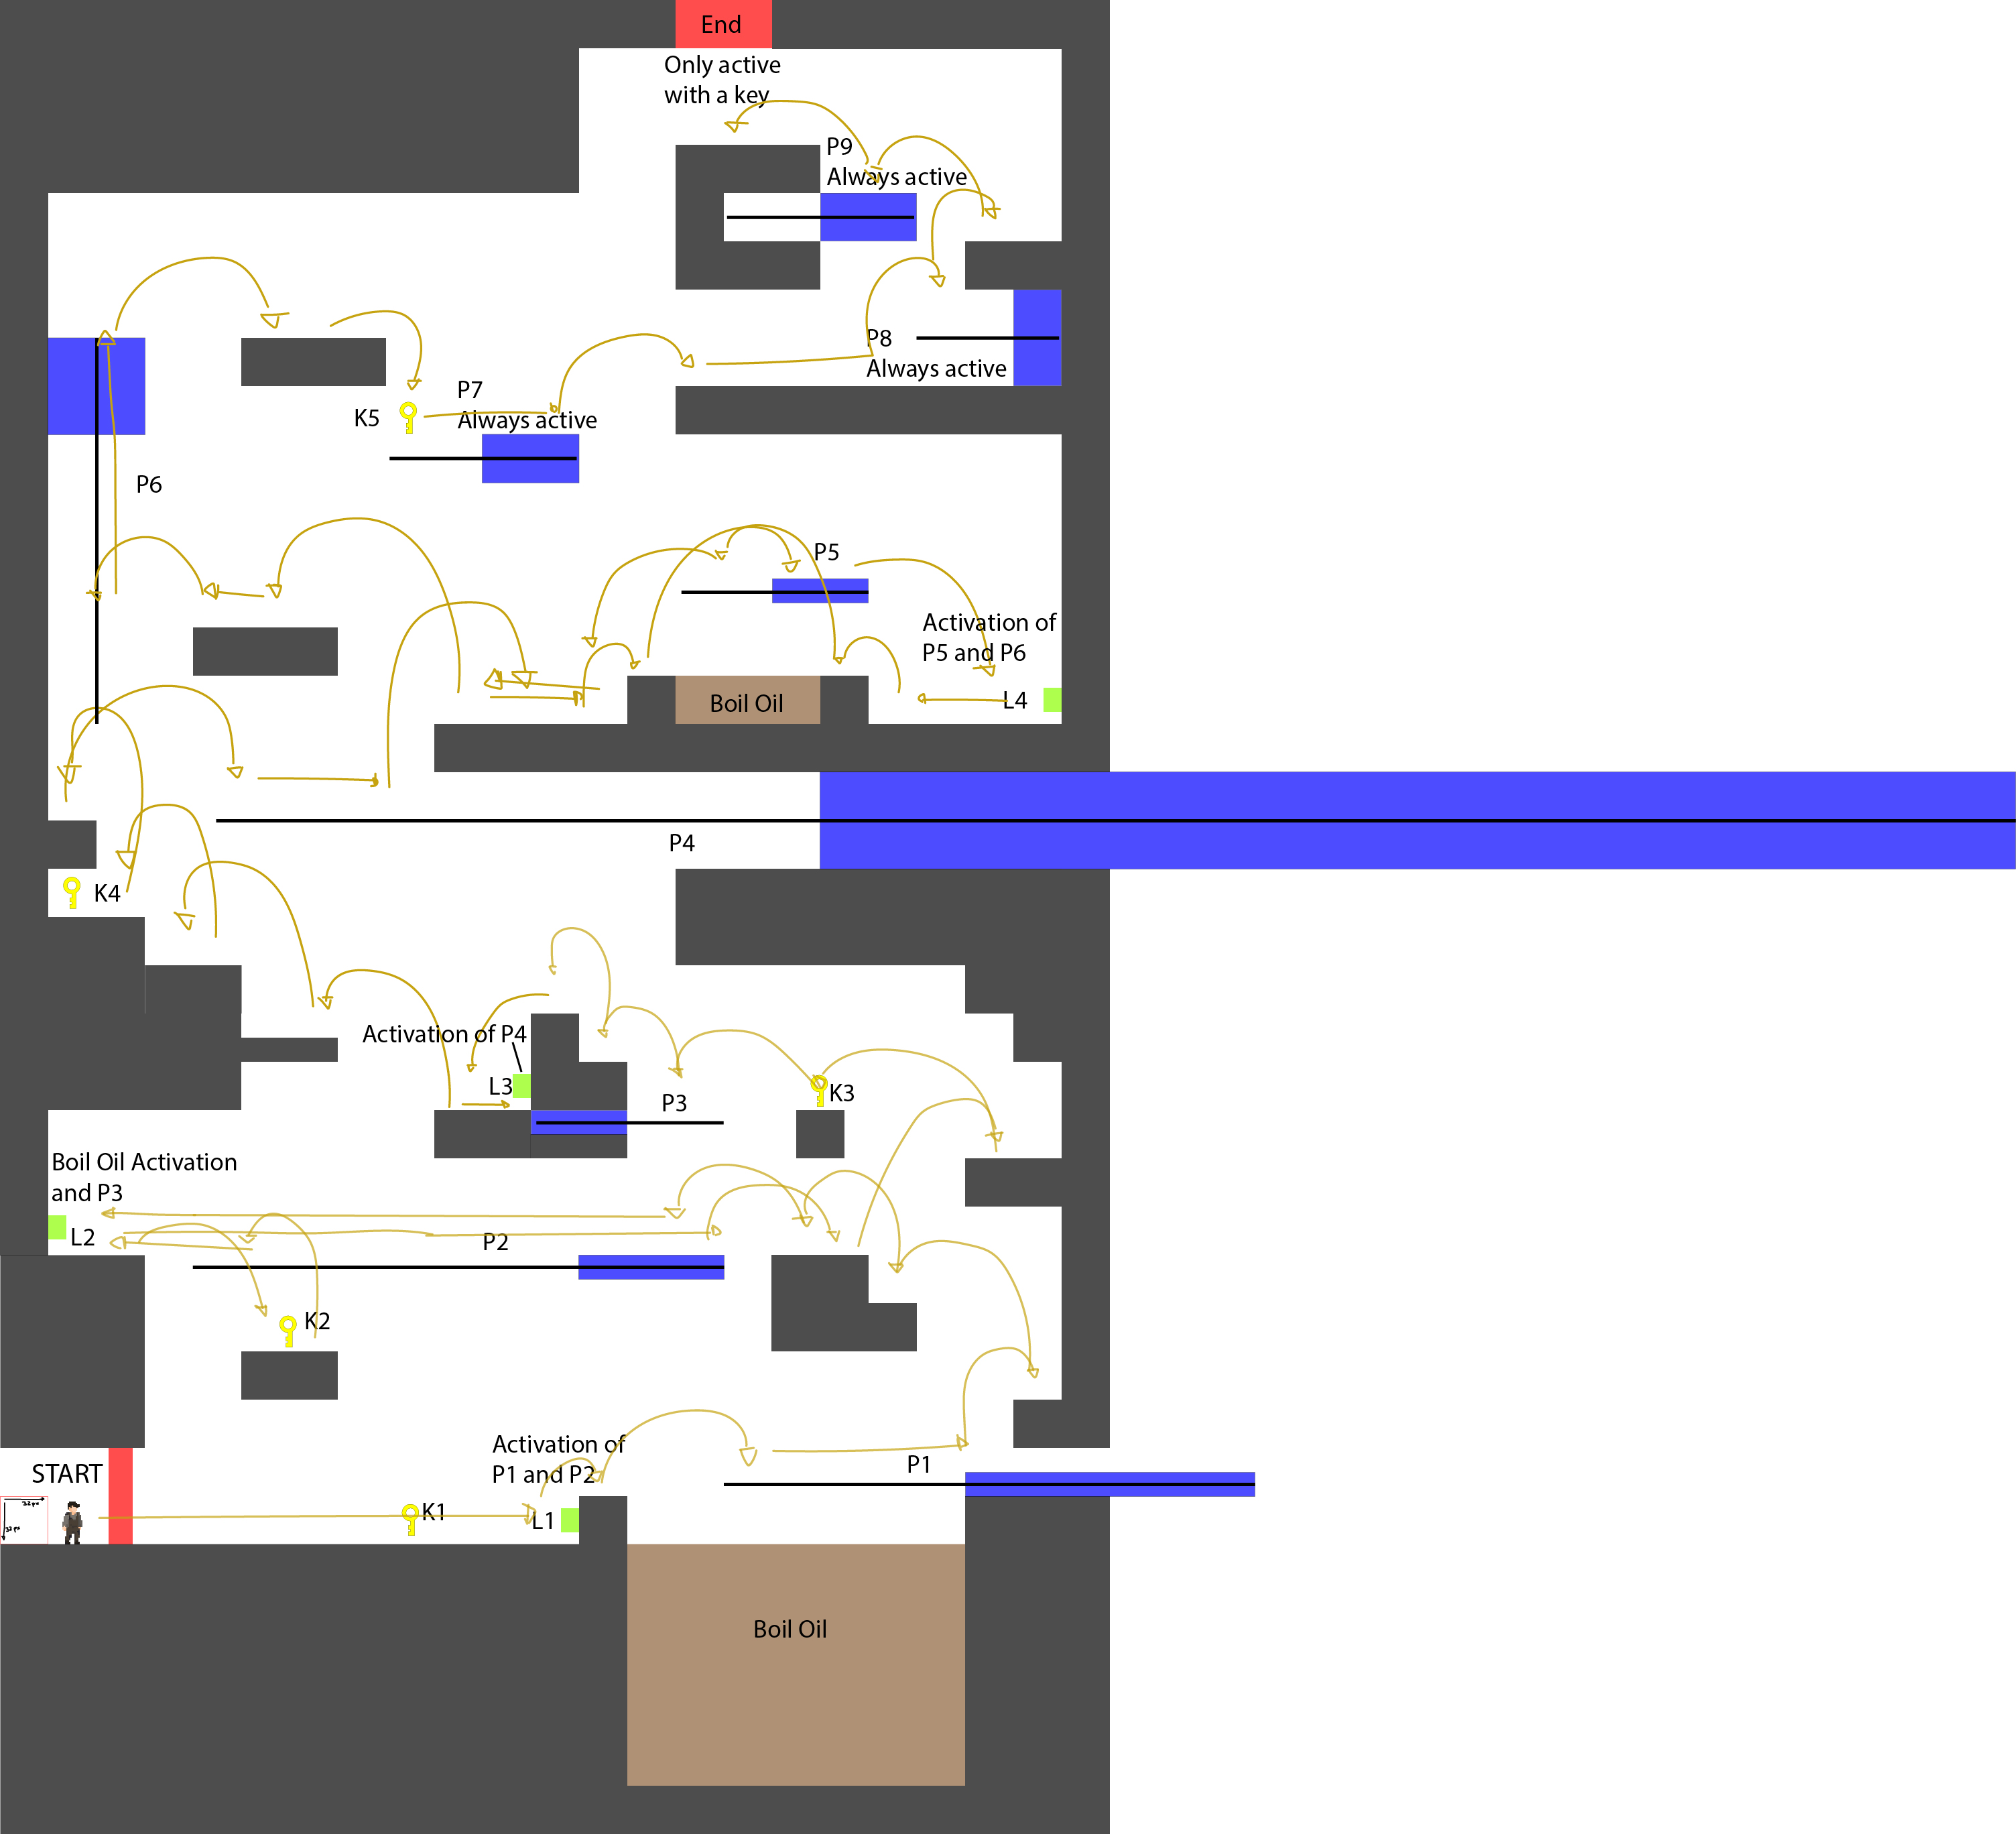 End
Only active
with a key
P9
Always active
P8
Always active
P7
Always active
K5
P6
P5
Activation of
P5 and P6
L4
Boil Oil
P4
K4
Activation of P4
L3
K3
P3
Boil Oil Activation
and P3
L2
P2
K2
Activation of
P1 and P2
P1
START
32px
32px
K1
L1
Boil Oil